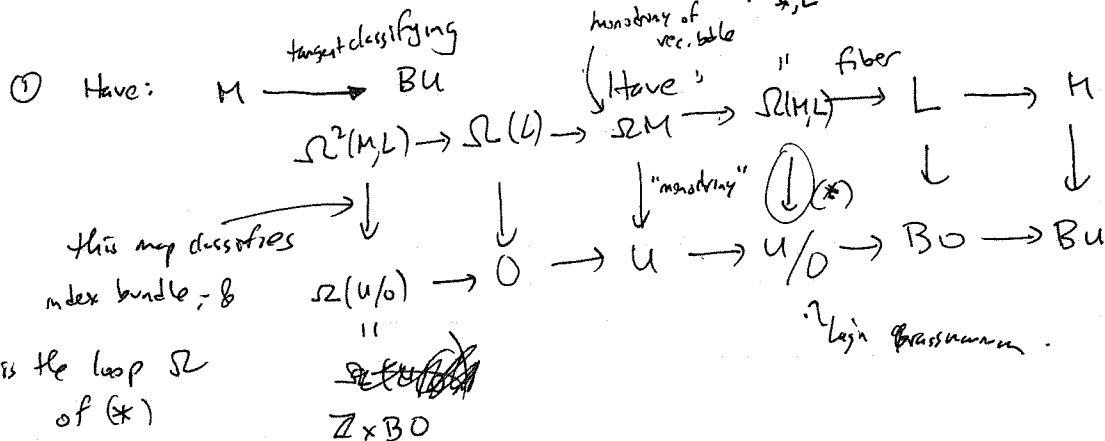 *,L
tangent classifying
monodromy of
vec. bdle
① Have: M → BU
Have " " fiber
Ω²(M,L) → Ω(L) → ΩM → Ω(M,L) → L → M
↓ ↓ ↓ "monodromy" ↓ (*) ↓ ↓
this map classifies
index bundle, &
Ω(U/O) → O → U → U/O → BO → BU
is the loop Ω
of (*)
"
Lag'n Grassmannian.
Z × BO